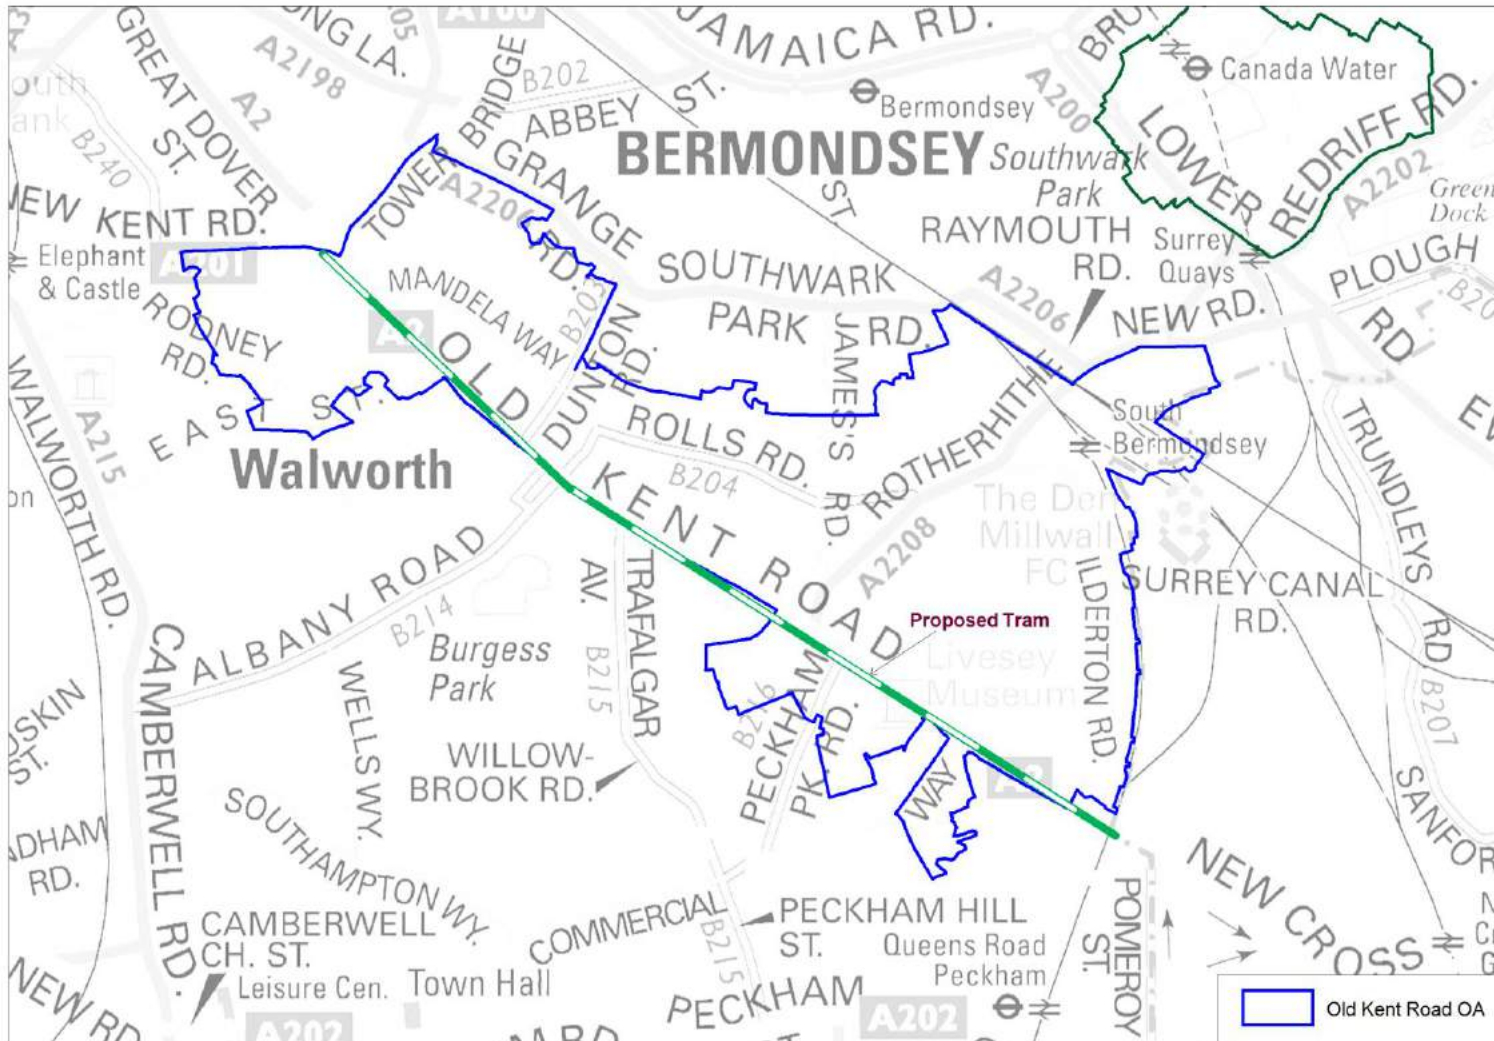 GREAT DOVER ST.
A2198
A2
A100
JAMAICA RD.
B202
ABBEY ST.
TOWER BRIDGE
Bermondsey
A200
Canada Water
LOWER
REDRIFF RD.
A2202
B240
BERMONDSEY
Southwark
Park
Green
Dock
NEW KENT RD.
GRANGE RD.
A2206
RAYMOUTH
RD.
Surrey
Quays
PLOUGH
Elephant
& Castle
A201
MANDELA WAY
B203
SOUTHWARK
PARK RD.
A2206
NEW RD.
RD
RODNEY
RD.
A2
OLD KENT ROAD
DUNTON
RD.
JAMES'S
RD.
ST.
WALWORTH RD.
A215
EAST ST.
Walworth
ROLLS RD.
B204
ROTHERHITHE
South
Bermondsey
TRUNDLEYS
RD
The Den
Millwall
FC
ALBANY ROAD
B214
AV.
TRAFALGAR
B215
A2208
ILDERTON RD.
SURREY CANAL
RD.
Proposed Tram
Burgess
Park
Livesey
Museum
B207
CAMBERWELL RD.
WELLS WY.
WILLOW-
BROOK RD.
B216
PECKHAM
PK. RD.
WAY
A2
SOUTHAMPTON WY.
COMMERCIAL
B215
PECKHAM HILL
ST.
Queens Road
Peckham
POMEROY
ST.
NEW CROSS
CAMBERWELL
CH. ST.
Leisure Cen.
Town Hall
PECKHAM
NEW RD.
A202
A202
Old Kent Road OA